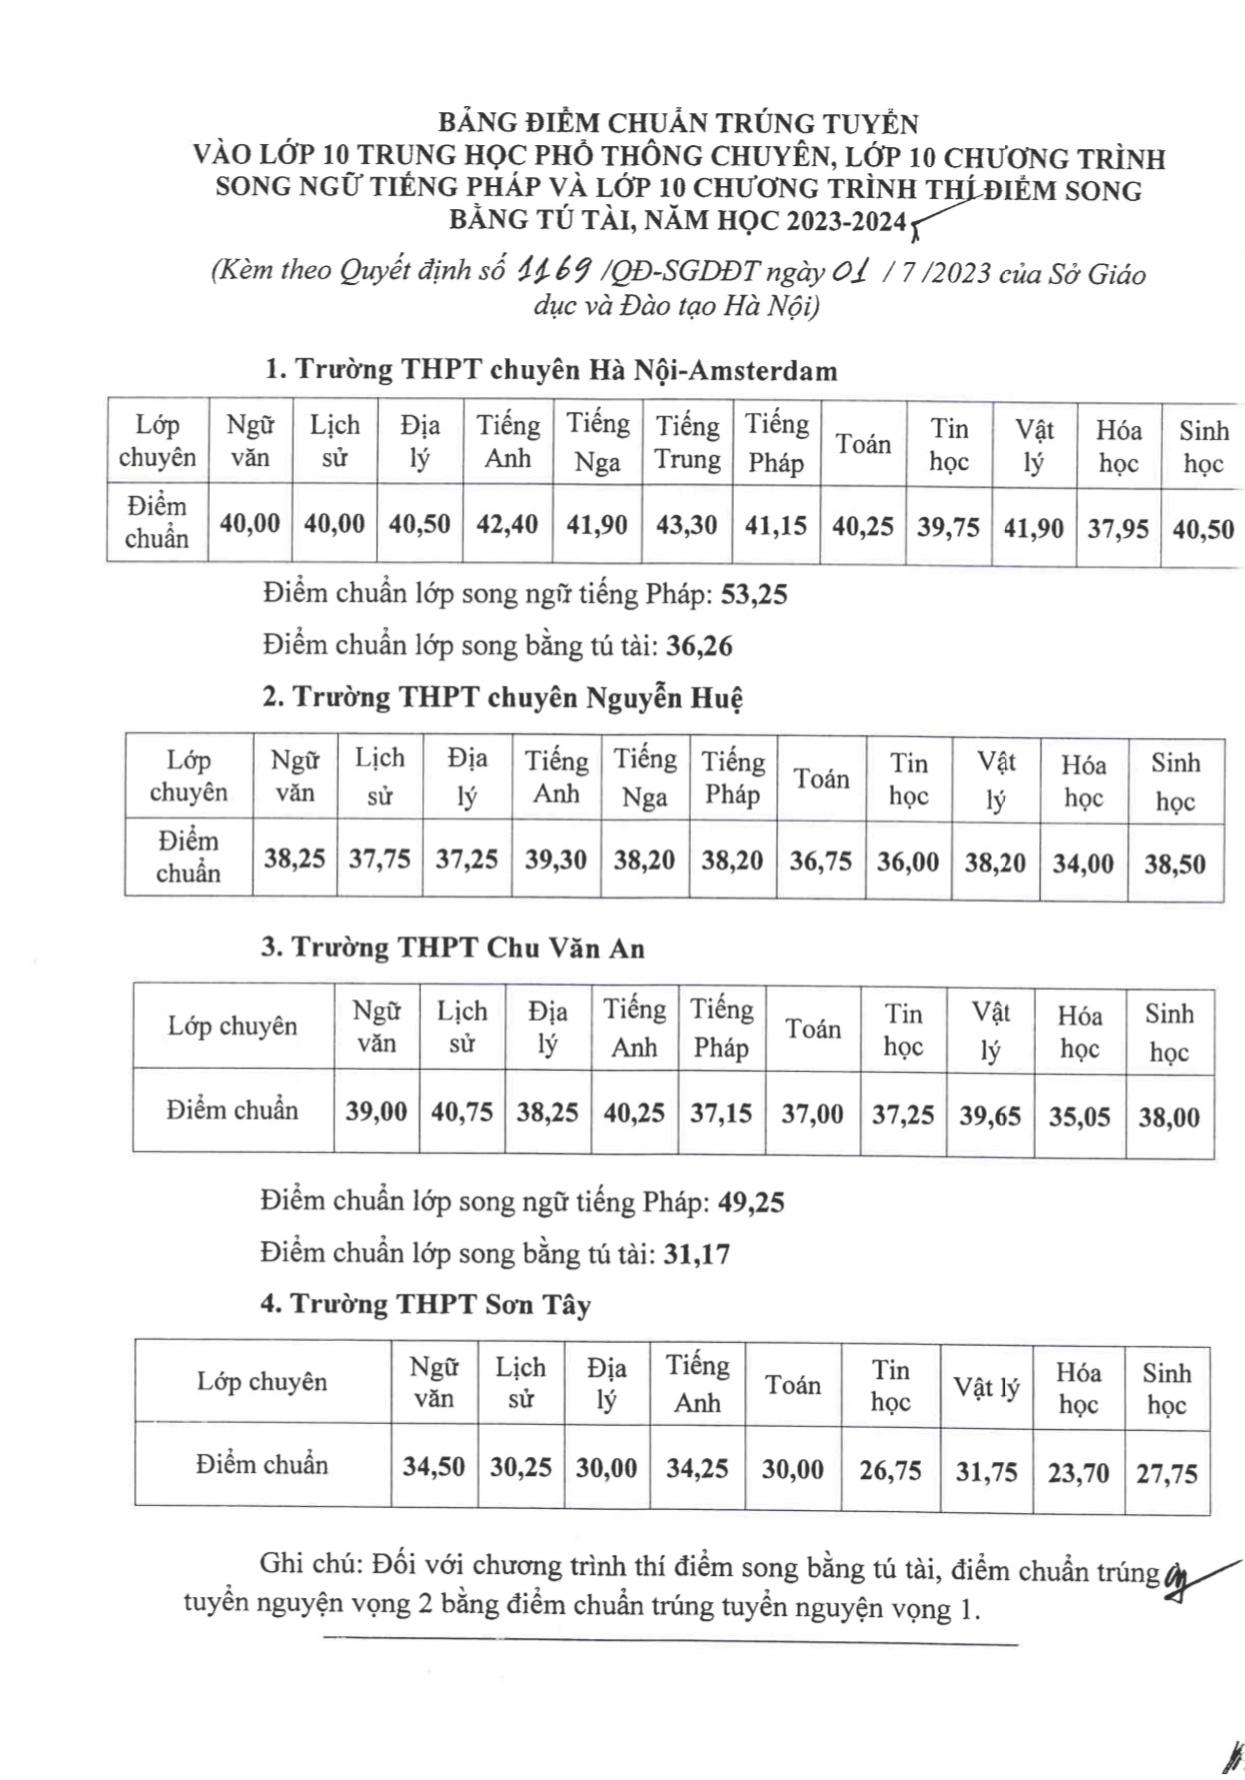 BẢNG ĐIỂM CHUẨN TRÚNG TUYỂN
VÀO LỚP 10 TRUNG HỌC PHỔ THÔNG CHUYÊN, LỚP 10 CHƯƠNG TRÌNH
SONG NGỮ TIẾNG PHÁP VÀ LỚP 10 CHƯƠNG TRÌNH THÍ ĐIỂM SONG
BẰNG TÚ TÀI, NĂM HỌC 2023-2024
(Kèm theo Quyết định số 1169 /QĐ-SGDĐT ngày 01 / 7 /2023 của Sở Giáo
dục và Đào tạo Hà Nội)
1. Trường THPT chuyên Hà Nội-Amsterdam
Lớp chuyên Ngữ văn Lịch sử Địa lý Tiếng Anh Tiếng Nga Tiếng Trung Tiếng Pháp Toán Tin học Vật lý Hóa học Sinh học
Điểm chuẩn 40,00 40,00 40,50 42,40 41,90 43,30 41,15 40,25 39,75 41,90 37,95 40,50
Điểm chuẩn lớp song ngữ tiếng Pháp: 53,25
Điểm chuẩn lớp song bằng tú tài: 36,26
2. Trường THPT chuyên Nguyễn Huệ
Lớp chuyên Ngữ văn Lịch sử Địa lý Tiếng Anh Tiếng Nga Tiếng Pháp Toán Tin học Vật lý Hóa học Sinh học
Điểm chuẩn 38,25 37,75 37,25 39,30 38,20 38,20 36,75 36,00 38,20 34,00 38,50
3. Trường THPT Chu Văn An
Lớp chuyên Ngữ văn Lịch sử Địa lý Tiếng Anh Tiếng Pháp Toán Tin học Vật lý Hóa học Sinh học
Điểm chuẩn 39,00 40,75 38,25 40,25 37,15 37,00 37,25 39,65 35,05 38,00
Điểm chuẩn lớp song ngữ tiếng Pháp: 49,25
Điểm chuẩn lớp song bằng tú tài: 31,17
4. Trường THPT Sơn Tây
Lớp chuyên Ngữ văn Lịch sử Địa lý Tiếng Anh Toán Tin học Vật lý Hóa học Sinh học
Điểm chuẩn 34,50 30,25 30,00 34,25 30,00 26,75 31,75 23,70 27,75
Ghi chú: Đối với chương trình thí điểm song bằng tú tài, điểm chuẩn trúng
tuyển nguyện vọng 2 bằng điểm chuẩn trúng tuyển nguyện vọng 1.